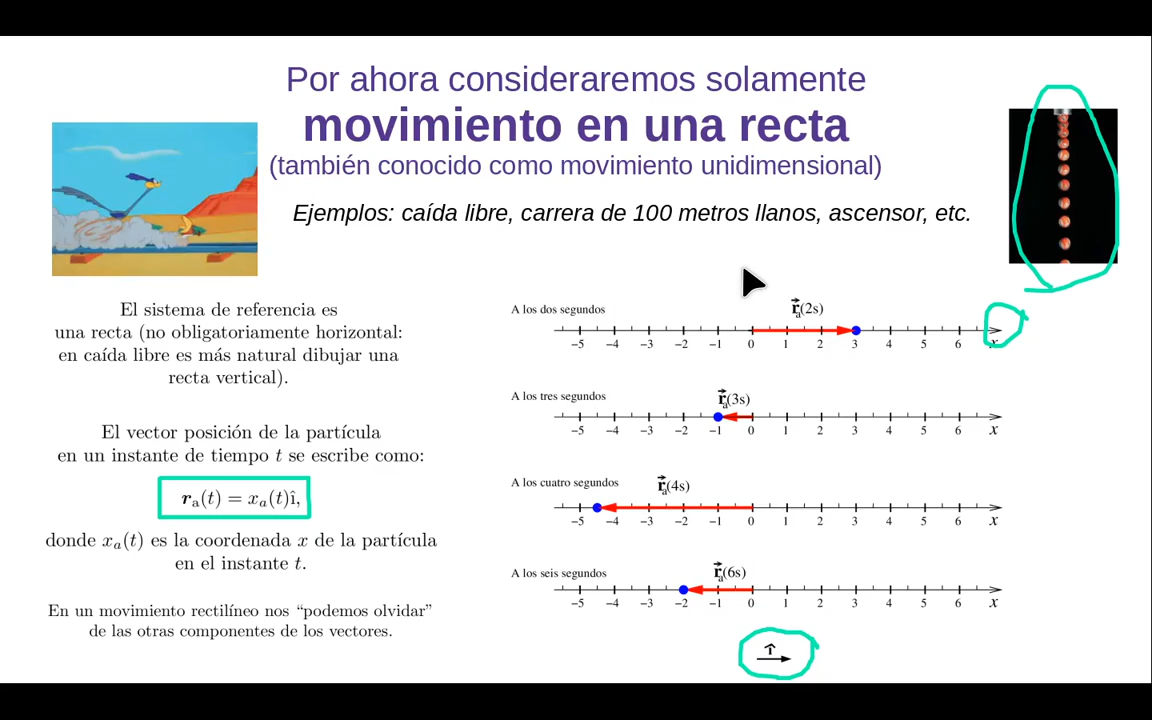 Por ahora consideraremos solamente
movimiento en una recta
(también conocido como movimiento unidimensional)
Ejemplos: caída libre, carrera de 100 metros llanos, ascensor, etc.
El sistema de referencia es
una recta (no obligatoriamente horizontal:
en caída libre es más natural dibujar una
recta vertical).
El vector posición de la partícula
en un instante de tiempo t se escribe como:
r_a(t) = x_a(t)î,
donde x_a(t) es la coordenada x de la partícula
en el instante t.
En un movimiento rectilíneo nos “podemos olvidar”
de las otras componentes de los vectores.
A los dos segundos
r⃗_a(2s)
−5 −4 −3 −2 −1 0 1 2 3 4 5 6 x
A los tres segundos
r⃗_a(3s)
−5 −4 −3 −2 −1 0 1 2 3 4 5 6 x
A los cuatro segundos
r⃗_a(4s)
−5 −4 −3 −2 −1 0 1 2 3 4 5 6 x
A los seis segundos
r⃗_a(6s)
−5 −4 −3 −2 −1 0 1 2 3 4 5 6 x
î